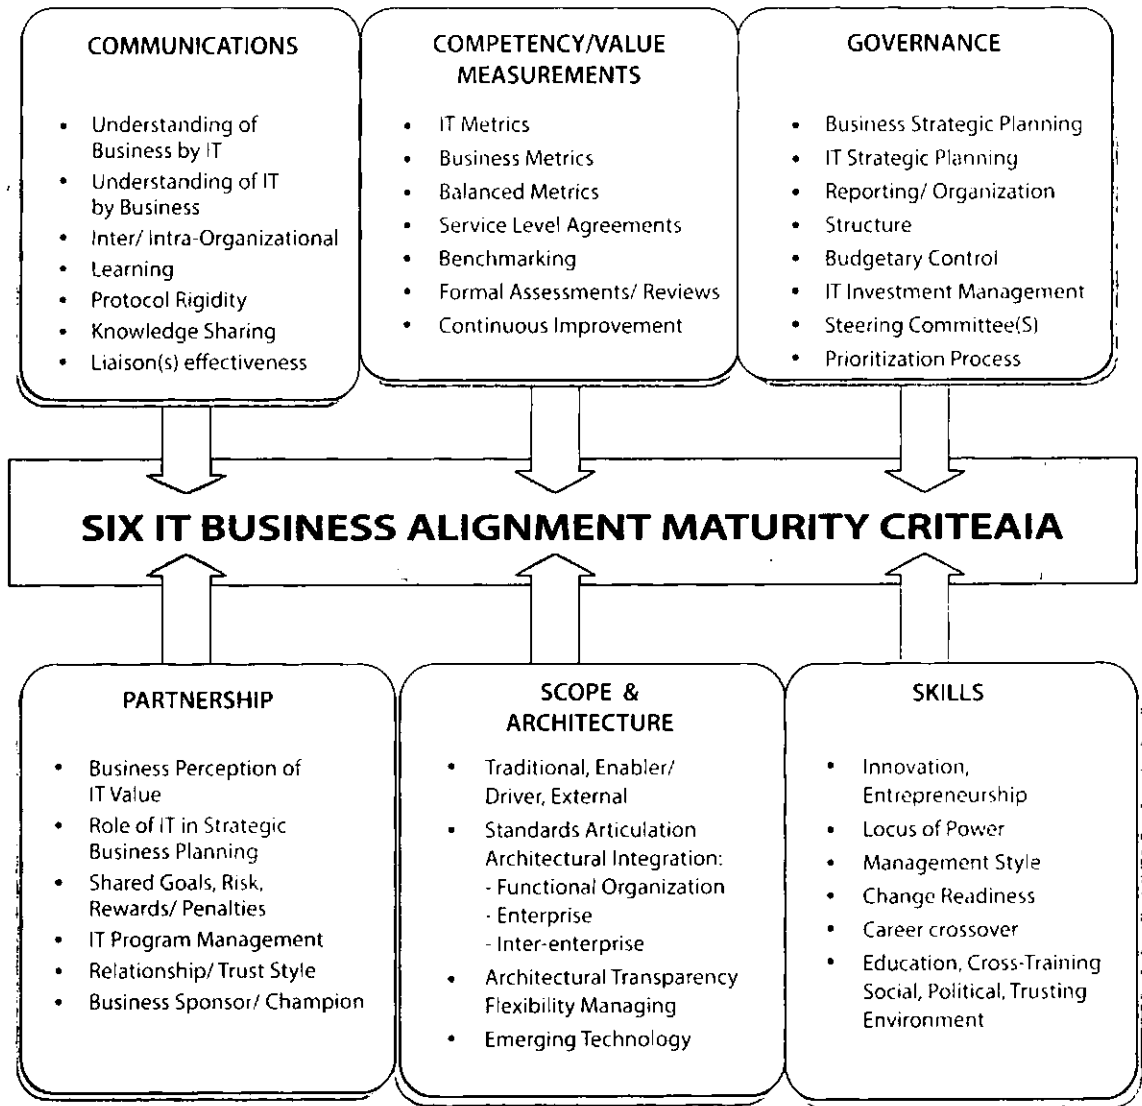 COMMUNICATIONS
• Understanding of
Business by IT
• Understanding of IT
by Business
• Inter/ Intra-Organizational
• Learning
• Protocol Rigidity
• Knowledge Sharing
• Liaison(s) effectiveness
COMPETENCY/VALUE
MEASUREMENTS
• IT Metrics
• Business Metrics
• Balanced Metrics
• Service Level Agreements
• Benchmarking
• Formal Assessments/ Reviews
• Continuous Improvement
GOVERNANCE
• Business Strategic Planning
• IT Strategic Planning
• Reporting/ Organization
• Structure
• Budgetary Control
• IT Investment Management
• Steering Committee(S)
• Prioritization Process
SIX IT BUSINESS ALIGNMENT MATURITY CRITEAIA
PARTNERSHIP
• Business Perception of
IT Value
• Role of IT in Strategic
Business Planning
• Shared Goals, Risk,
Rewards/ Penalties
• IT Program Management
• Relationship/ Trust Style
• Business Sponsor/ Champion
SCOPE &
ARCHITECTURE
• Traditional, Enabler/
Driver, External
• Standards Articulation
Architectural Integration:
- Functional Organization
- Enterprise
- Inter-enterprise
• Architectural Transparency
Flexibility Managing
• Emerging Technology
SKILLS
• Innovation,
Entrepreneurship
• Locus of Power
• Management Style
• Change Readiness
• Career crossover
• Education, Cross-Training
Social, Political, Trusting
Environment